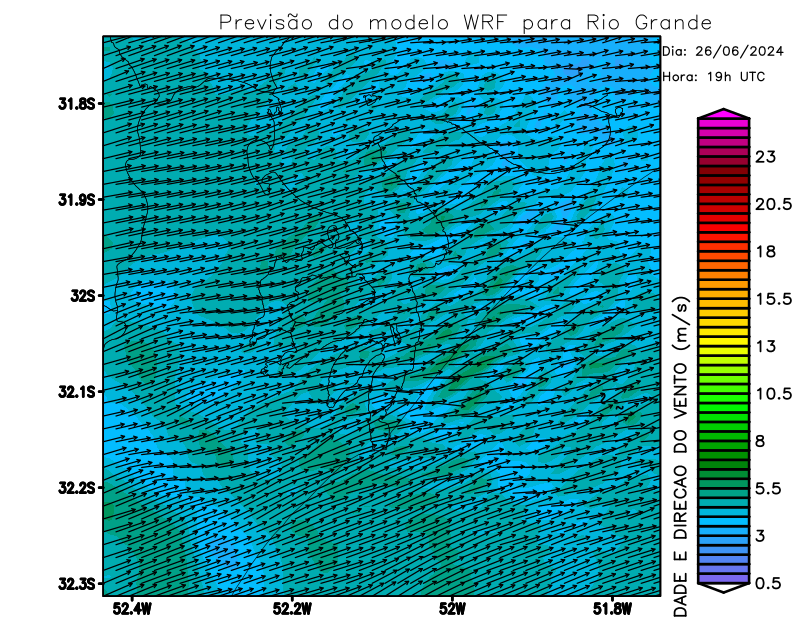 Previsão do modelo WRF para Rio Grande
Dia: 26/06/2024
Hora: 19h UTC
31.8S
31.9S
32S
32.1S
32.2S
32.3S
52.4W
52.2W
52W
51.8W
DADE E DIRECAO DO VENTO (m/s)
23
20.5
18
15.5
13
10.5
8
5.5
3
0.5